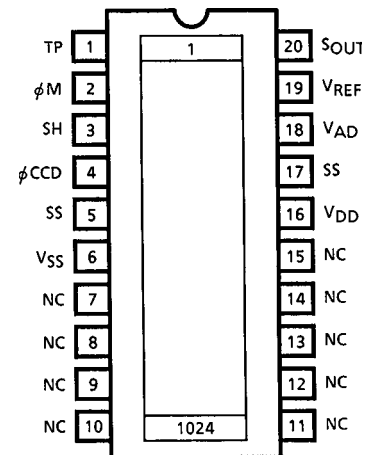 TP 1 1 20 SOUT
φM 2 19 VREF
SH 3 18 VAD
φCCD 4 17 SS
SS 5 16 VDD
VSS 6 15 NC
NC 7 14 NC
NC 8 13 NC
NC 9 12 NC
NC 10 1024 11 NC